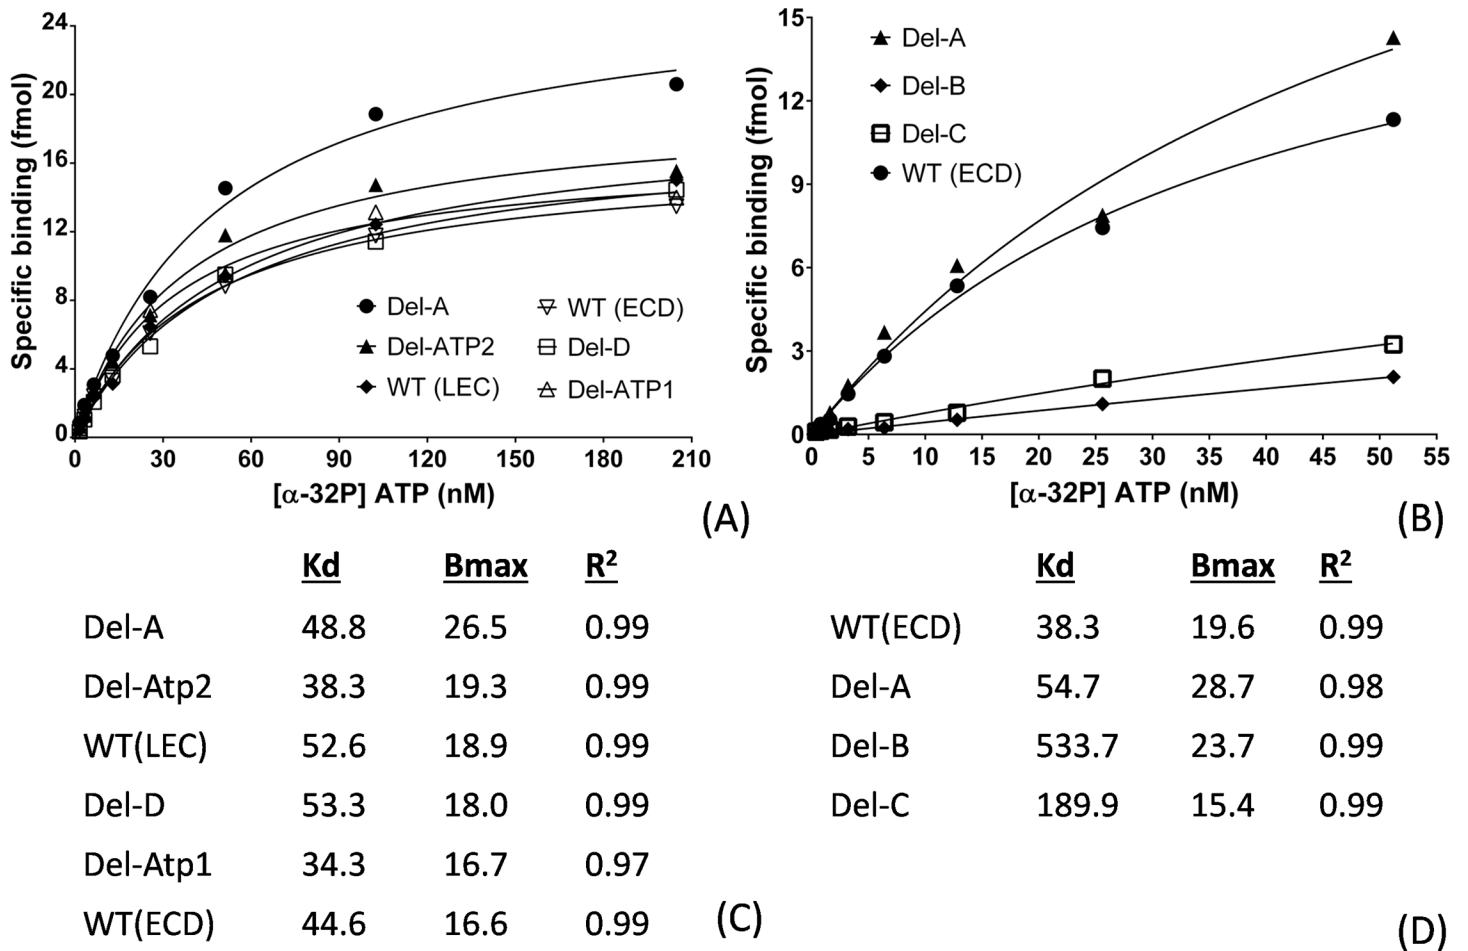 24
20
16
12
8
4
0
Specific binding (fmol)
Del-A
Del-ATP2
WT (LEC)
WT (ECD)
Del-D
Del-ATP1
0 30 60 90 120 150 180 210
[α-32P] ATP (nM)
(A)
15
12
9
6
3
0
Specific binding (fmol)
Del-A
Del-B
Del-C
WT (ECD)
0 5 10 15 20 25 30 35 40 45 50 55
[α-32P] ATP (nM)
(B)
Kd Bmax R²
Del-A 48.8 26.5 0.99
Del-Atp2 38.3 19.3 0.99
WT(LEC) 52.6 18.9 0.99
Del-D 53.3 18.0 0.99
Del-Atp1 34.3 16.7 0.97
WT(ECD) 44.6 16.6 0.99
(C)
Kd Bmax R²
WT(ECD) 38.3 19.6 0.99
Del-A 54.7 28.7 0.98
Del-B 533.7 23.7 0.99
Del-C 189.9 15.4 0.99
(D)